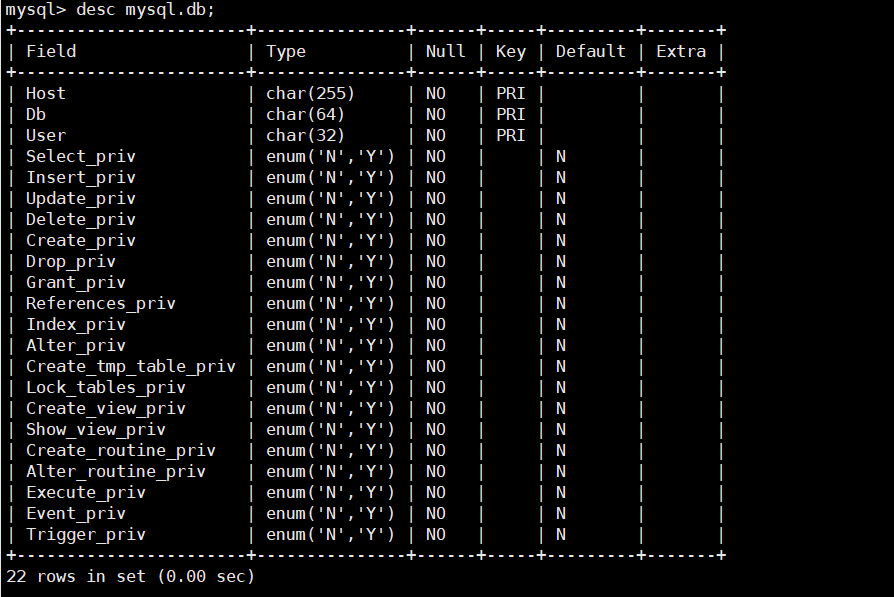 mysql> desc mysql.db;
+-----------------------+---------------+------+-----+---------+-------+
| Field                 | Type          | Null | Key | Default | Extra |
+-----------------------+---------------+------+-----+---------+-------+
| Host                  | char(255)     | NO   | PRI |         |       |
| Db                    | char(64)      | NO   | PRI |         |       |
| User                  | char(32)      | NO   | PRI |         |       |
| Select_priv           | enum('N','Y') | NO   |     | N       |       |
| Insert_priv           | enum('N','Y') | NO   |     | N       |       |
| Update_priv           | enum('N','Y') | NO   |     | N       |       |
| Delete_priv           | enum('N','Y') | NO   |     | N       |       |
| Create_priv           | enum('N','Y') | NO   |     | N       |       |
| Drop_priv             | enum('N','Y') | NO   |     | N       |       |
| Grant_priv            | enum('N','Y') | NO   |     | N       |       |
| References_priv       | enum('N','Y') | NO   |     | N       |       |
| Index_priv            | enum('N','Y') | NO   |     | N       |       |
| Alter_priv            | enum('N','Y') | NO   |     | N       |       |
| Create_tmp_table_priv | enum('N','Y') | NO   |     | N       |       |
| Lock_tables_priv      | enum('N','Y') | NO   |     | N       |       |
| Create_view_priv      | enum('N','Y') | NO   |     | N       |       |
| Show_view_priv        | enum('N','Y') | NO   |     | N       |       |
| Create_routine_priv   | enum('N','Y') | NO   |     | N       |       |
| Alter_routine_priv    | enum('N','Y') | NO   |     | N       |       |
| Execute_priv          | enum('N','Y') | NO   |     | N       |       |
| Event_priv            | enum('N','Y') | NO   |     | N       |       |
| Trigger_priv          | enum('N','Y') | NO   |     | N       |       |
+-----------------------+---------------+------+-----+---------+-------+
22 rows in set (0.00 sec)